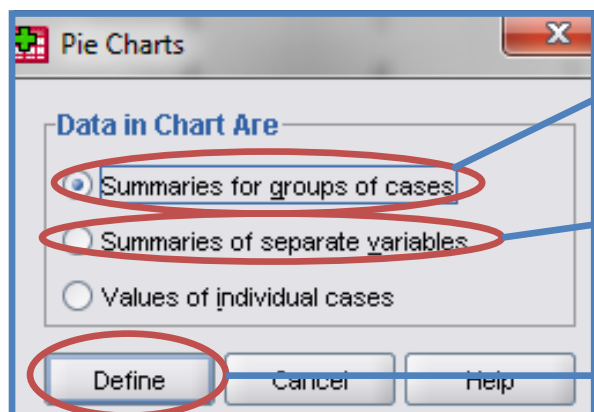 Pie Charts
Data in Chart Are
Summaries for groups of cases
Summaries of separate variables
Values of individual cases
Define Cancel Help